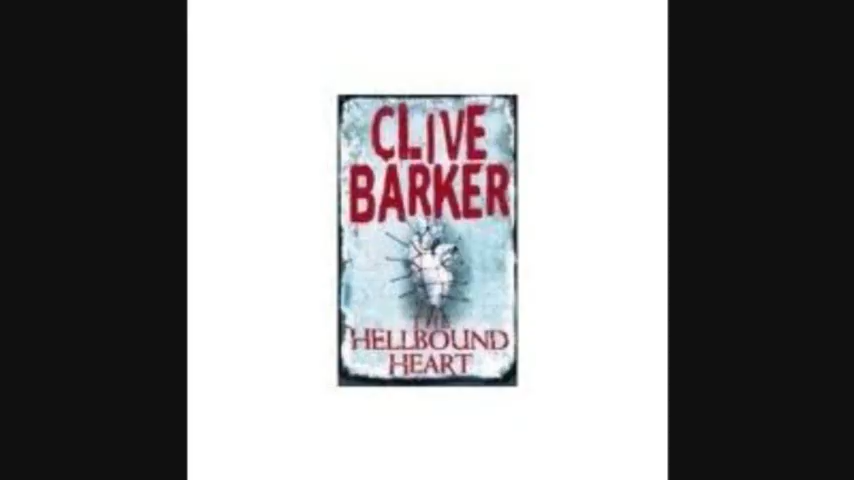 CLIVE
BARKER
THE
HELLBOUND
HEART